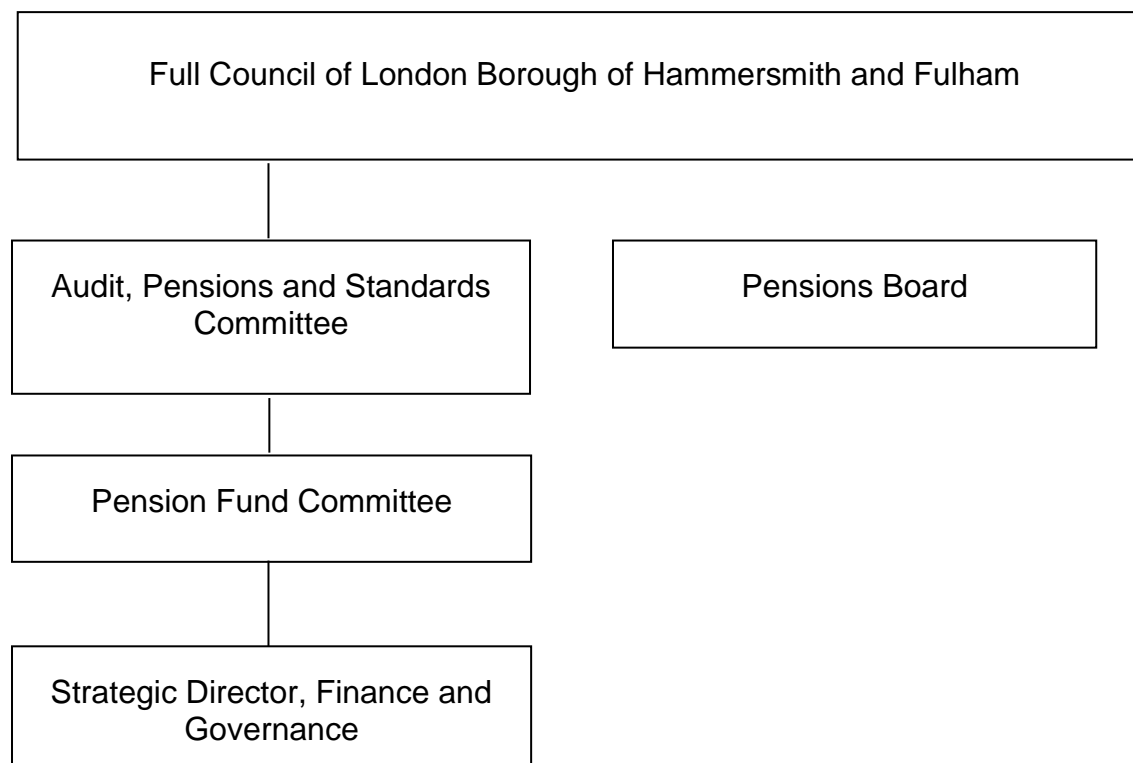 Full Council of London Borough of Hammersmith and Fulham
Audit, Pensions and Standards
Committee
Pensions Board
Pension Fund Committee
Strategic Director, Finance and
Governance